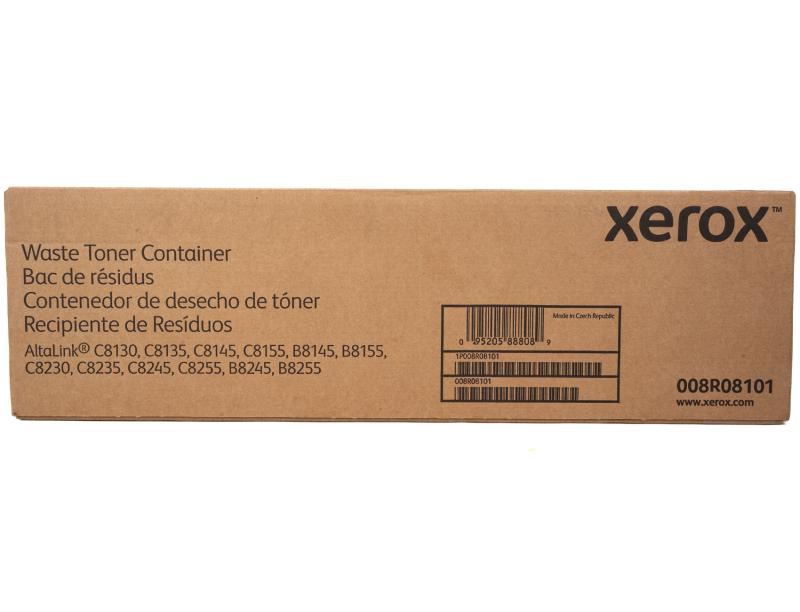 xerox™
Waste Toner Container
Bac de résidus
Contenedor de desecho de tóner
Recipiente de Resíduos
AltaLink® C8130, C8135, C8145, C8155, B8145, B8155,
C8230, C8235, C8245, C8255, B8245, B8255
Made in Czech Republic
0 95205 88808 9
1P008R08101
008R08101
008R08101
www.xerox.com